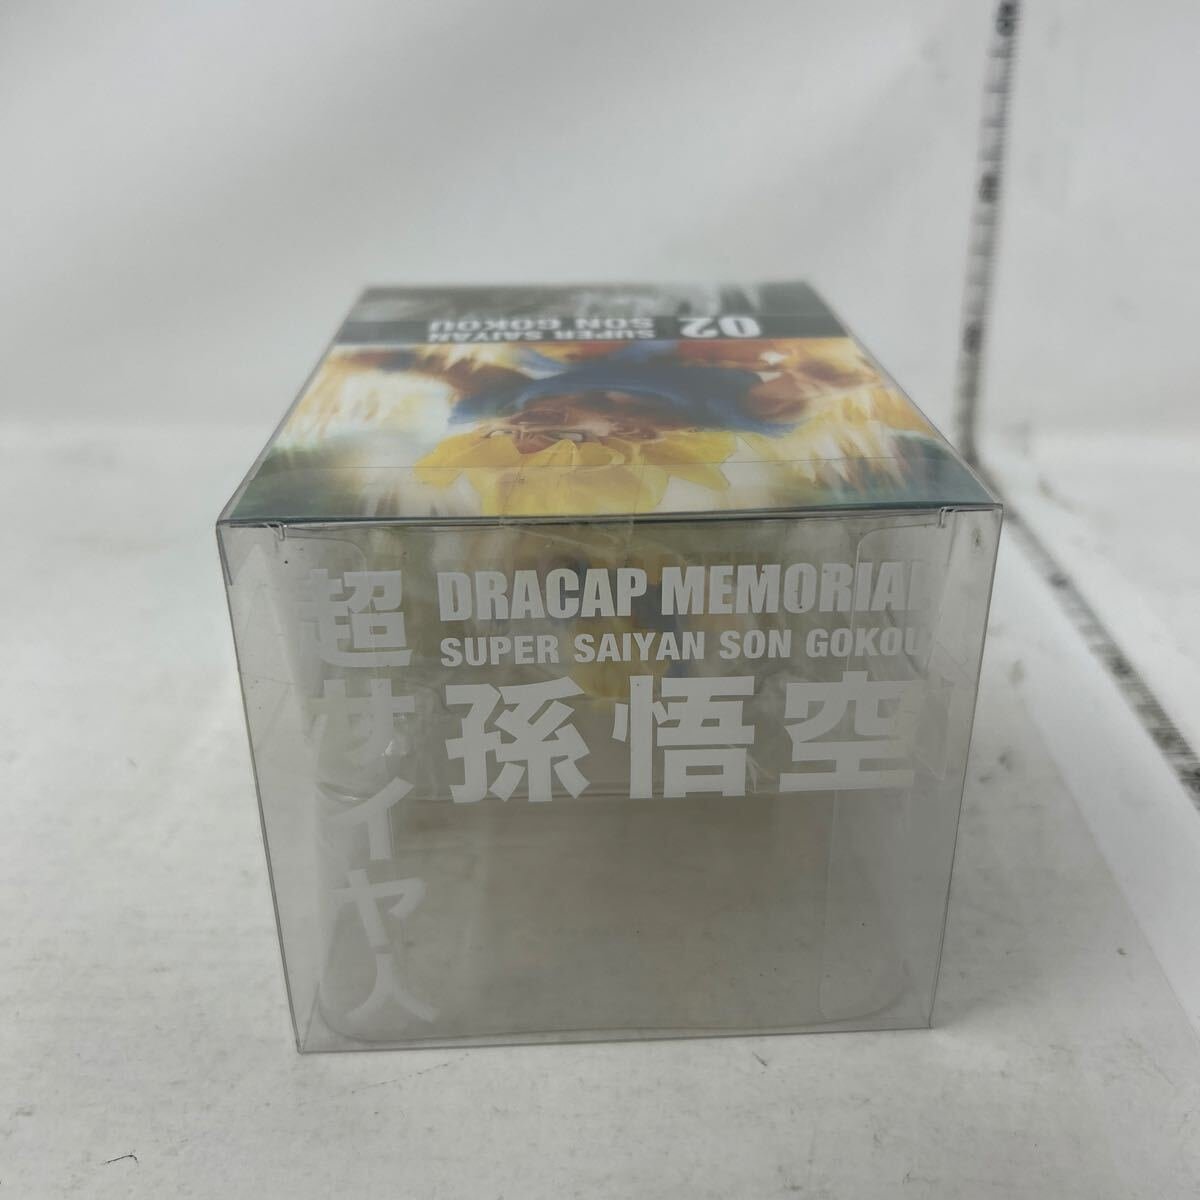 02
SUPER SAIYAN
SON GOKOU
DRACAP MEMORIAL
SUPER SAIYAN SON GOKOU
孫悟空
超サイヤ人